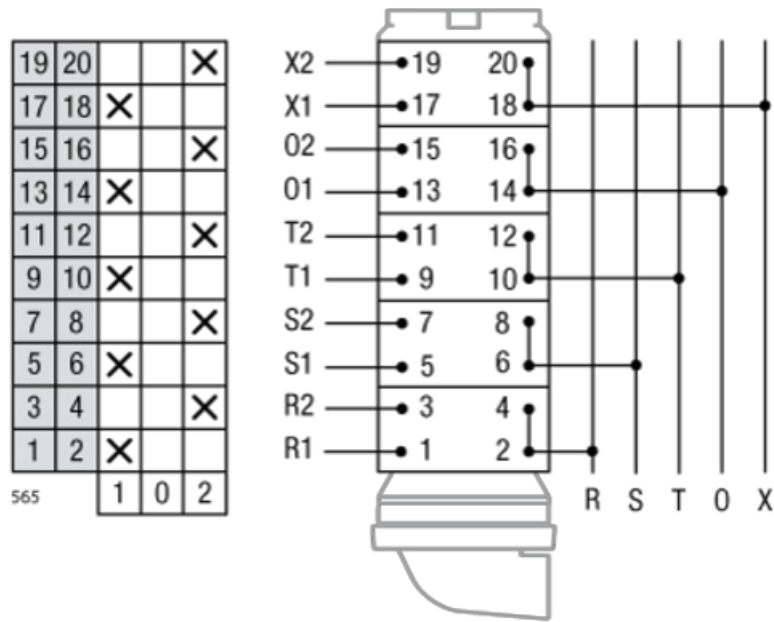 19 20 X X2 19 20
17 18 X X1 17 18
15 16 X O2 15 16
13 14 X O1 13 14
11 12 X T2 11 12
9 10 X T1 9 10
7 8 X S2 7 8
5 6 X S1 5 6
3 4 X R2 3 4
1 2 X R1 1 2
565 1 0 2 R S T O X